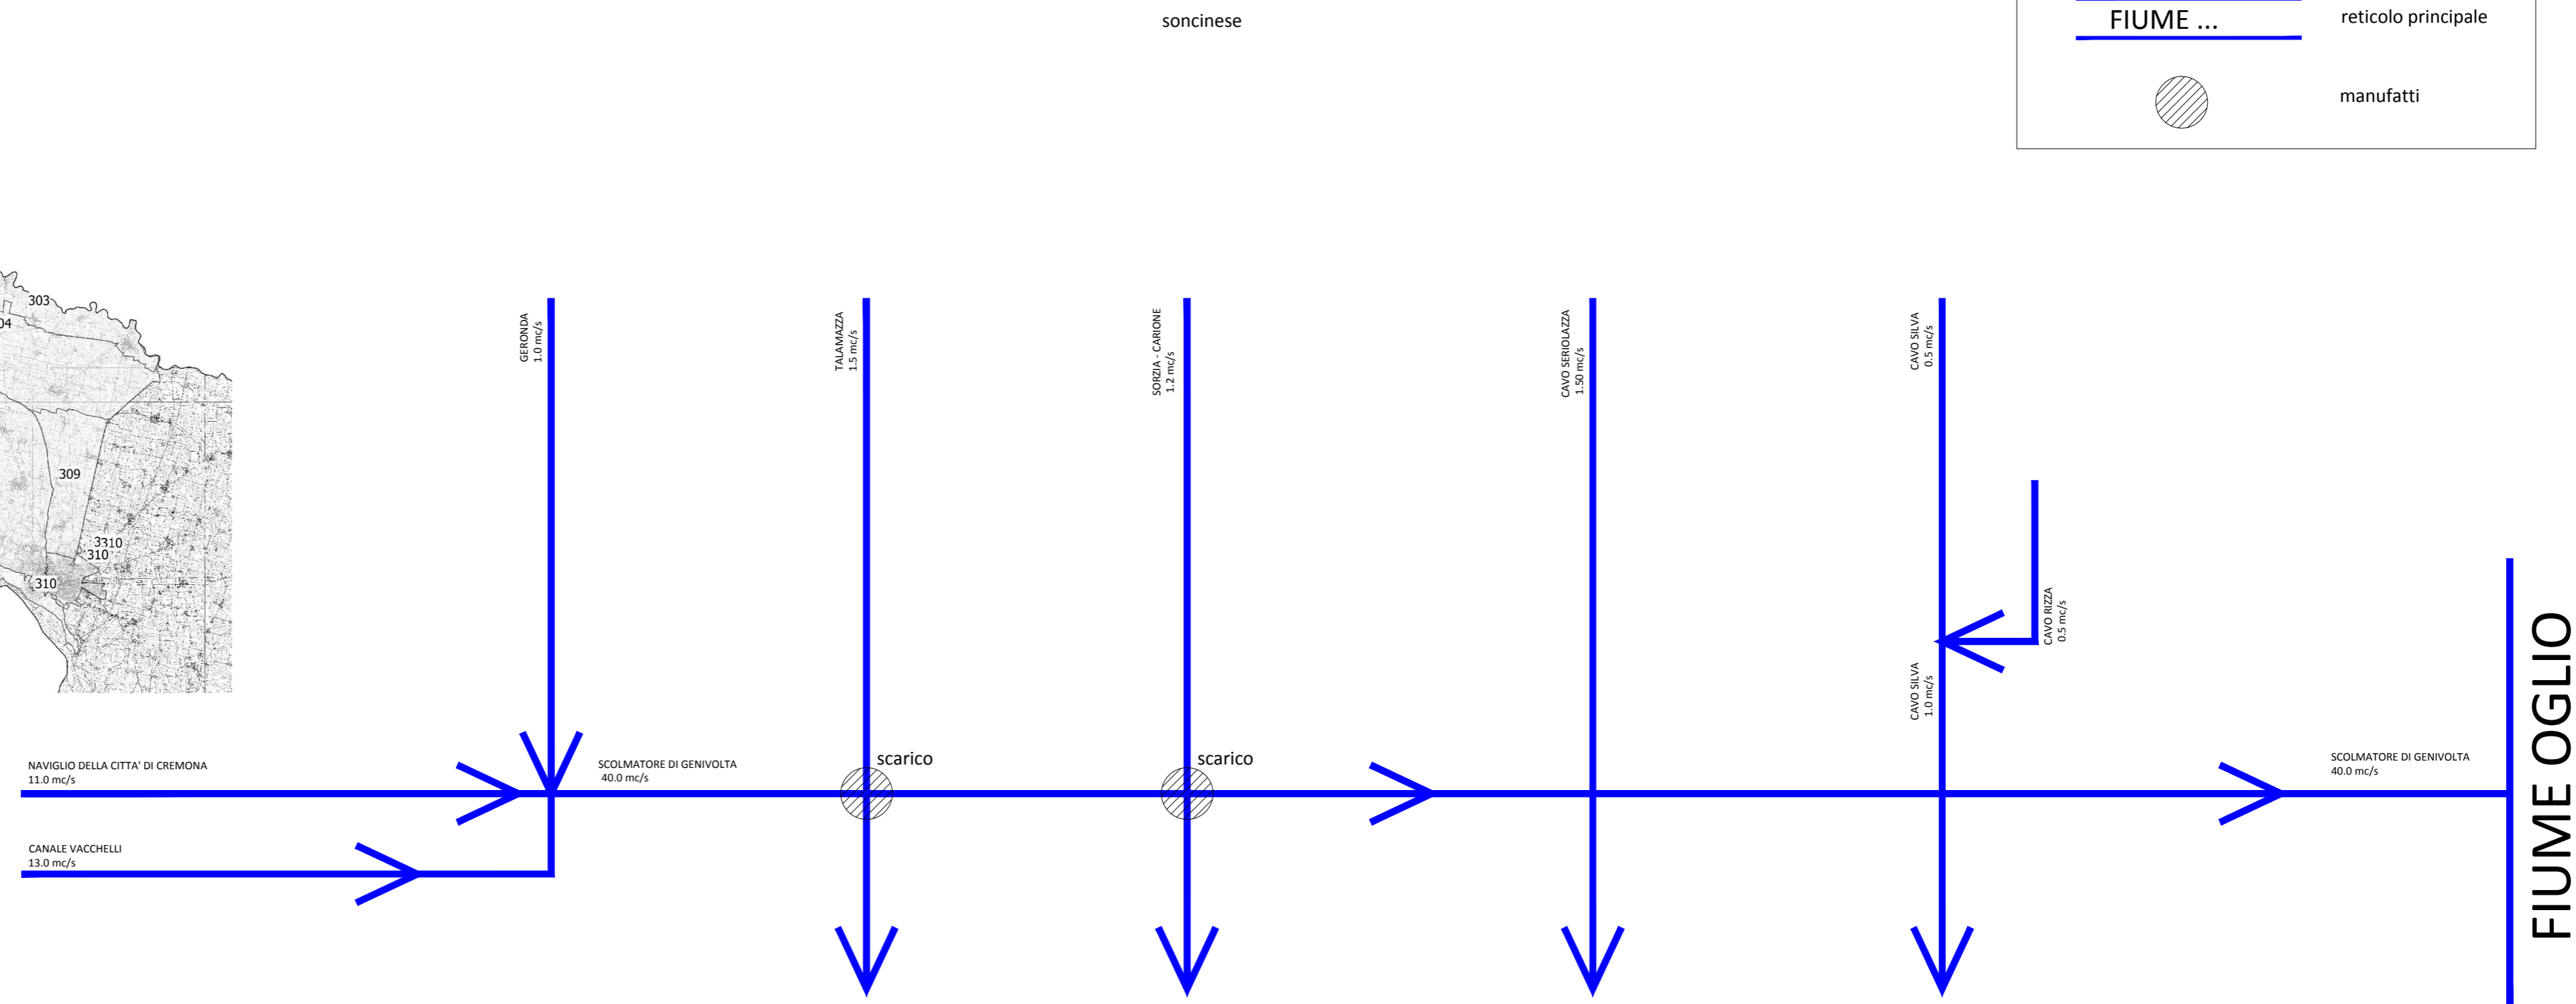 soncinese
FIUME ...
reticolo principale
manufatti
303
04
309
3310
310
310
GERONDA
1.0 mc/s
TALAMAZZA
1.5 mc/s
SORZIA - CARIONE
1.2 mc/s
CAVO SERIOLAZZA
1.50 mc/s
CAVO SILVA
0.5 mc/s
CAVO RIZZA
0.5 mc/s
CAVO SILVA
1.0 mc/s
NAVIGLIO DELLA CITTA' DI CREMONA
11.0 mc/s
SCOLMATORE DI GENIVOLTA
40.0 mc/s
scarico
scarico
SCOLMATORE DI GENIVOLTA
40.0 mc/s
CANALE VACCHELLI
13.0 mc/s
FIUME OGLIO